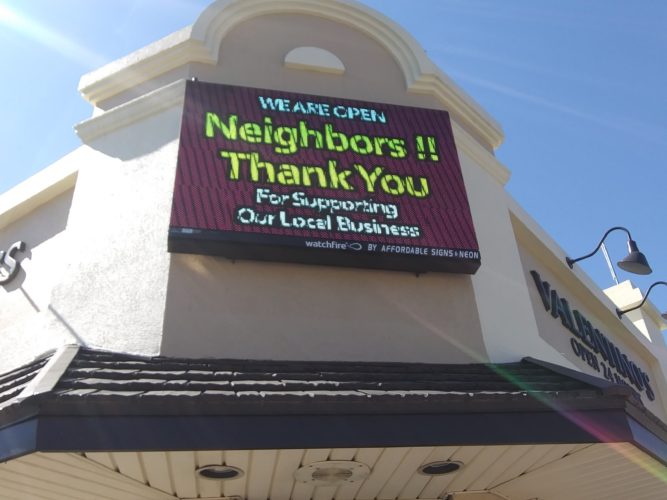 WE ARE OPEN
Neighbors !!
Thank You
For Supporting
Our Local Business
watchfire BY AFFORDABLE SIGNS + NEON
VALENTINO'S
OPEN 24